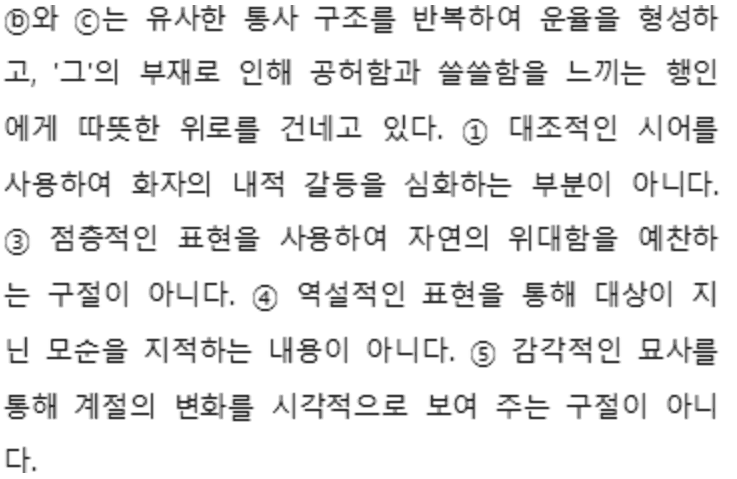 ⓑ와 ⓒ는 유사한 통사 구조를 반복하여 운율을 형성하
고, '그'의 부재로 인해 공허함과 쓸쓸함을 느끼는 행인
에게 따뜻한 위로를 건네고 있다. ① 대조적인 시어를
사용하여 화자의 내적 갈등을 심화하는 부분이 아니다.
③ 점층적인 표현을 사용하여 자연의 위대함을 예찬하
는 구절이 아니다. ④ 역설적인 표현을 통해 대상이 지
닌 모순을 지적하는 내용이 아니다. ⑤ 감각적인 묘사를
통해 계절의 변화를 시각적으로 보여 주는 구절이 아니
다.